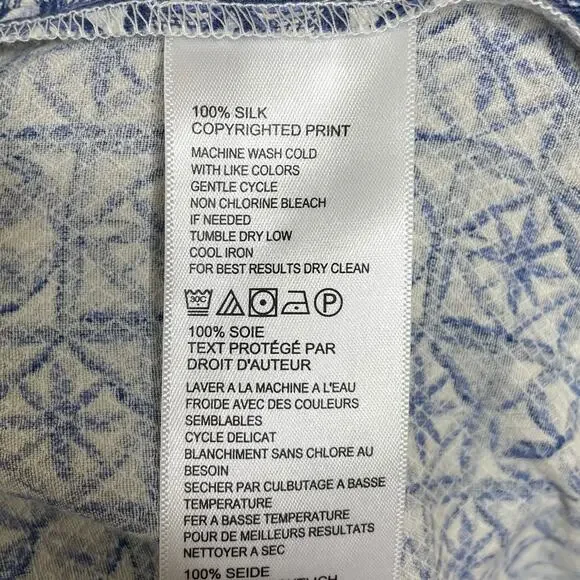 100% SILK
COPYRIGHTED PRINT
MACHINE WASH COLD
WITH LIKE COLORS
GENTLE CYCLE
NON CHLORINE BLEACH
IF NEEDED
TUMBLE DRY LOW
COOL IRON
FOR BEST RESULTS DRY CLEAN
30C P
100% SOIE
TEXT PROTÉGÉ PAR
DROIT D'AUTEUR
LAVER A LA MACHINE A L'EAU
FROIDE AVEC DES COULEURS
SEMBLABLES
CYCLE DELICAT
BLANCHIMENT SANS CHLORE AU
BESOIN
SECHER PAR CULBUTAGE A BASSE
TEMPERATURE
FER A BASSE TEMPERATURE
POUR DE MEILLEURS RESULTATS
NETTOYER A SEC
100% SEIDE